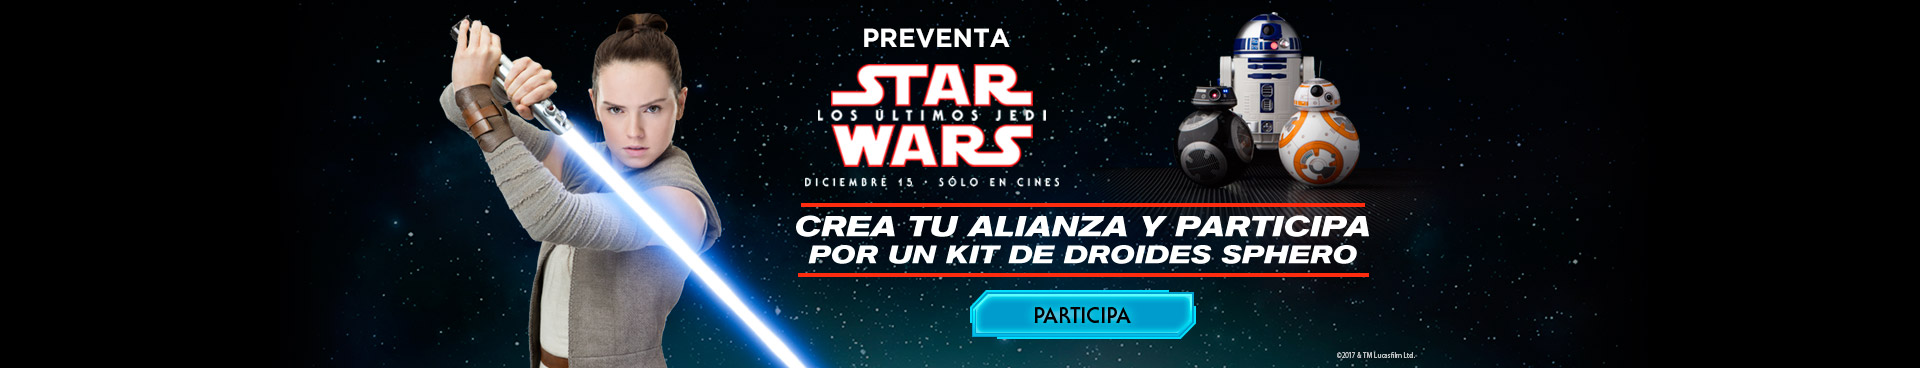 PREVENTA
STAR
LOS ÚLTIMOS JEDI
WARS
DICIEMBRE 15 · SÓLO EN CINES
CREA TU ALIANZA Y PARTICIPA
POR UN KIT DE DROIDES SPHERO
PARTICIPA
©2017 & TM Lucasfilm Ltd.